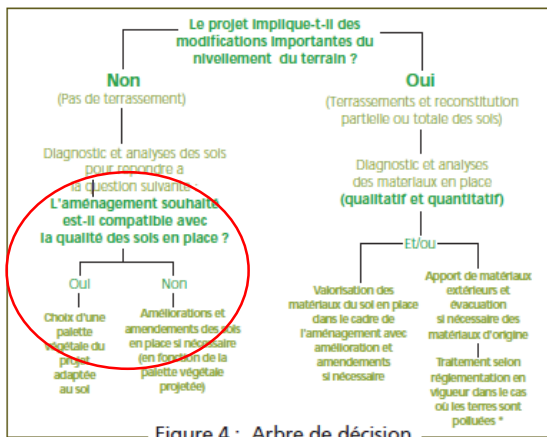 Le projet implique-t-il des
modifications importantes du
nivellement du terrain ?
Non
(Pas de terrassement)
Diagnostic et analyses des sols
pour repondre a
la question suivante
L'aménagement souhaité
est-il compatible avec
la qualité des sols en place ?
Oui
Choix d'une
palette
végétale du
projet
adaptée
au sol
Non
Améliorations et
amendements des sols
en place si nécessaire
(en fonction de la
palette végétale
projetée)
Oui
(Terrassements et reconstitution
partielle ou totale des sols)
Diagnostic et analyses
des materiaux en place
(qualitatif et quantitatif)
Et/ou
Valorisation des
matériaux du sol en place
dans le cadre de
l'aménagement avec
amélioration et
amendements
si nécessaire
Apport de matériaux
extérieurs et
évacuation
si nécessaire des
matériaux d'origine
Traitement selon
réglementation en
vigueur dans le cas
où les terres sont
polluées *
Figure 4 : Arbre de décision